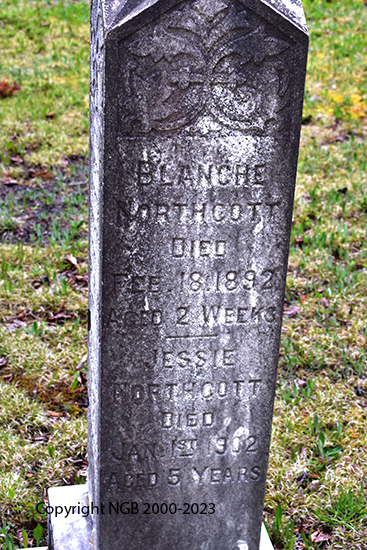 BLANCHE
NORTHCOTT
DIED
FEB. 18, 1892
AGED 2 WEEKS
JESSIE
NORTHCOTT
DIED
JAN. 1ST 1902
AGED 5 YEARS
Copyright NGB 2000-2023